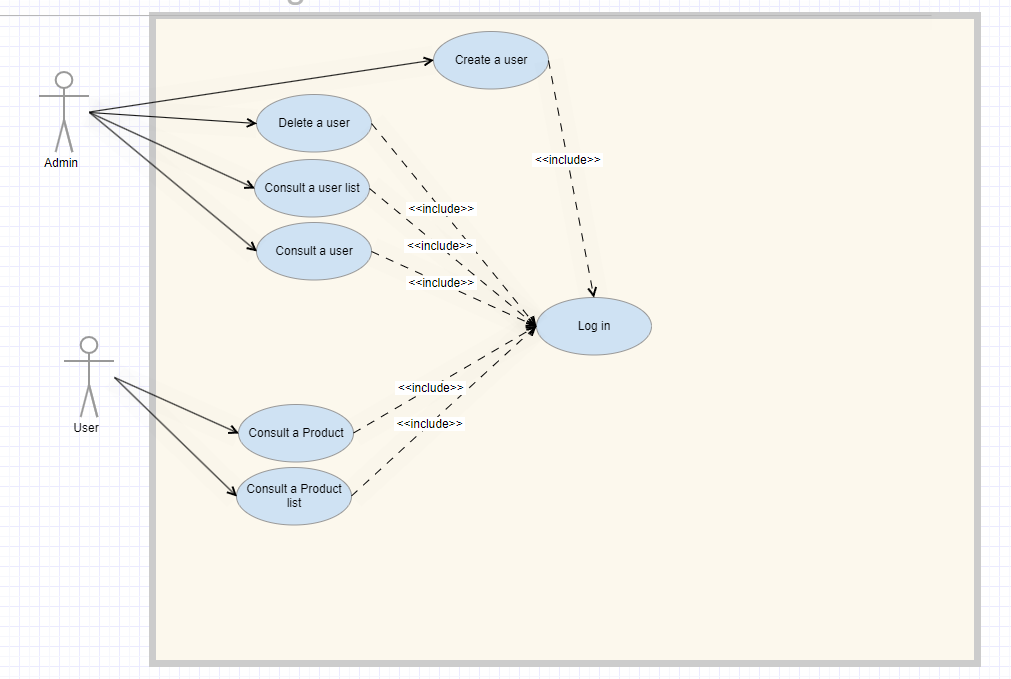 Create a user
Delete a user
Admin
<<include>>
Consult a user list
<<include>>
<<include>>
Consult a user
<<include>>
Log in
<<include>>
User
<<include>>
Consult a Product
Consult a Product
list